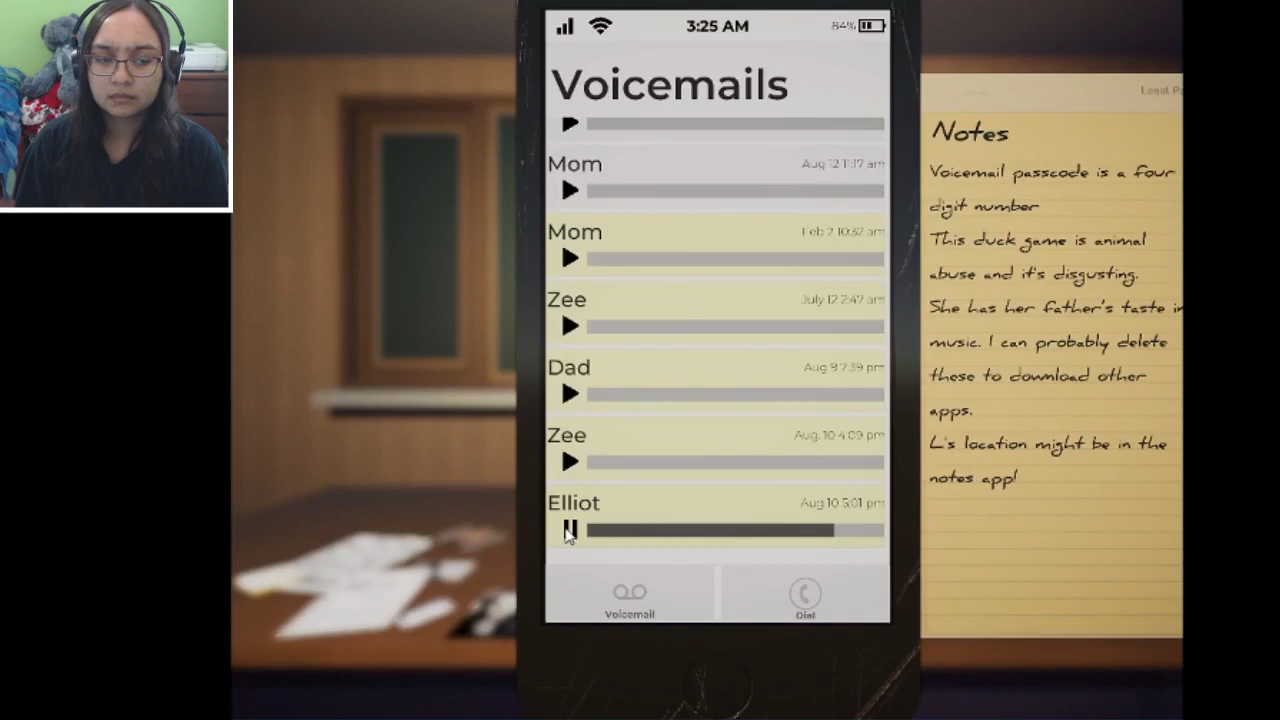 3:25 AM
84%
Voicemails
Mom
Aug 12 11:17 am
Mom
Feb 2 10:32 am
Zee
July 12 2:47 am
Dad
Aug 9 7:39 pm
Zee
Aug. 10 4:09 pm
Elliot
Aug 10 5:01 pm
Voicemail
Dial
Legal
Notes
Voicemail passcode is a four
digit number
This duck game is animal
abuse and it's disgusting.
She has her father's taste in
music. I can probably delete
these to download other
apps.
L's location might be in the
notes app!